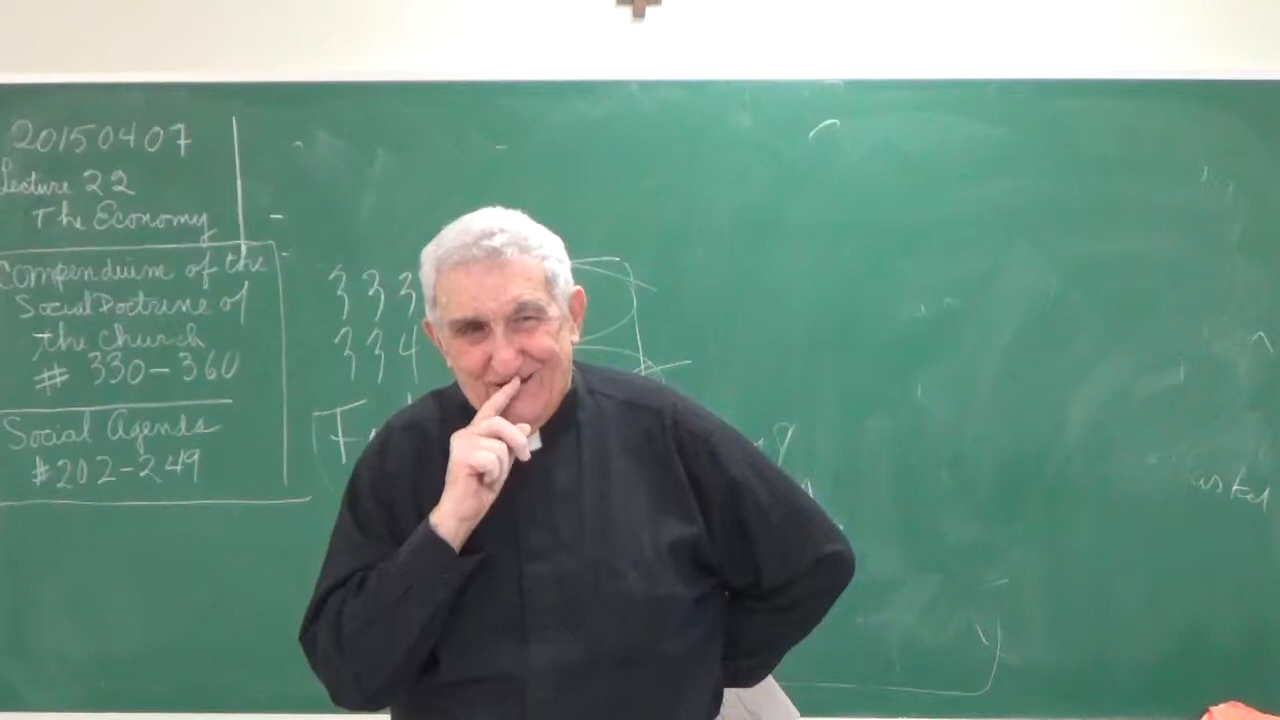 20150407
Lecture 22
The Economy
Compendium of the
Social Doctrine of
the Church
# 330-360
Social Agenda
#202-249
333
334